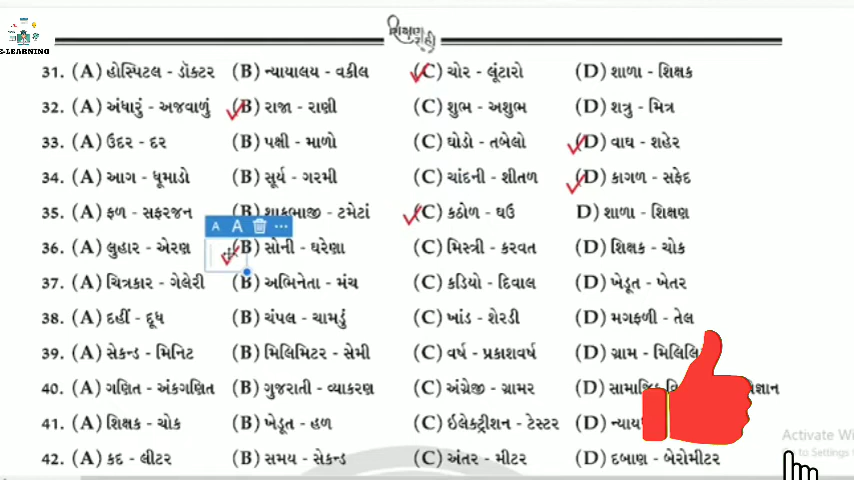 શિક્ષણ રાહી
E-LEARNING
31. (A) હોસ્પિટલ - ડૉક્ટર (B) ન્યાયાલય - વકીલ (C) ચોર - લૂંટારો (D) શાળા - શિક્ષક
32. (A) અંધારું - અજવાળું (B) રાજા - રાણી (C) શુભ - અશુભ (D) શત્રુ - મિત્ર
33. (A) ઉંદર - દર (B) પક્ષી - માળો (C) ઘોડો - તબેલો (D) વાઘ - શહેર
34. (A) આગ - ધૂમાડો (B) સૂર્ય - ગરમી (C) ચાંદની - શીતળ (D) કાગળ - સફેદ
35. (A) ફળ - સફરજન (B) શાકભાજી - ટમેટાં (C) કઠોળ - ઘઉં D) શાળા - શિક્ષણ
A A
36. (A) લુહાર - એરણ (B) સોની - ઘરેણા (C) મિસ્ત્રી - કરવત (D) શિક્ષક - ચોક
37. (A) ચિત્રકાર - ગેલેરી (B) અભિનેતા - મંચ (C) કડિયો - દિવાલ (D) ખેડૂત - ખેતર
38. (A) દહીં - દૂધ (B) ચંપલ - ચામડું (C) ખાંડ - શેરડી (D) મગફળી - તેલ
39. (A) સેકન્ડ - મિનિટ (B) મિલિમિટર - સેમી (C) વર્ષ - પ્રકાશવર્ષ (D) ગ્રામ -
40. (A) ગણિત - અંકગણિત (B) ગુજરાતી - વ્યાકરણ (C) અંગ્રેજી - ગ્રામર (D)
41. (A) શિક્ષક - ચોક (B) ખેડૂત - હળ (C) ઇલેક્ટ્રીશન - ટેસ્ટર (D)
Activate Wi
42. (A) કદ - લીટર (B) સમય - સેકન્ડ (C) અંતર - મીટર (D) દબાણ - બેરોમીટર
to Settings